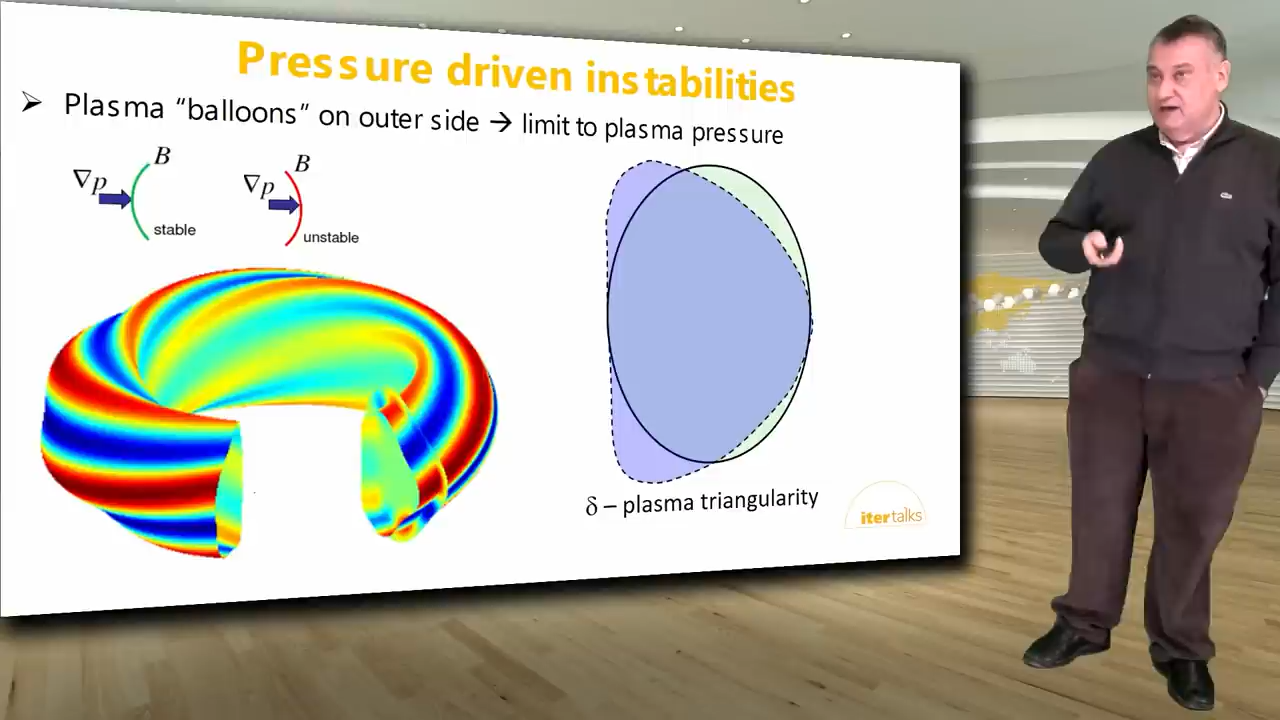 Pressure driven instabilities
➢ Plasma “balloons” on outer side → limit to plasma pressure
∇p B stable
∇p B unstable
δ – plasma triangularity
iter talks